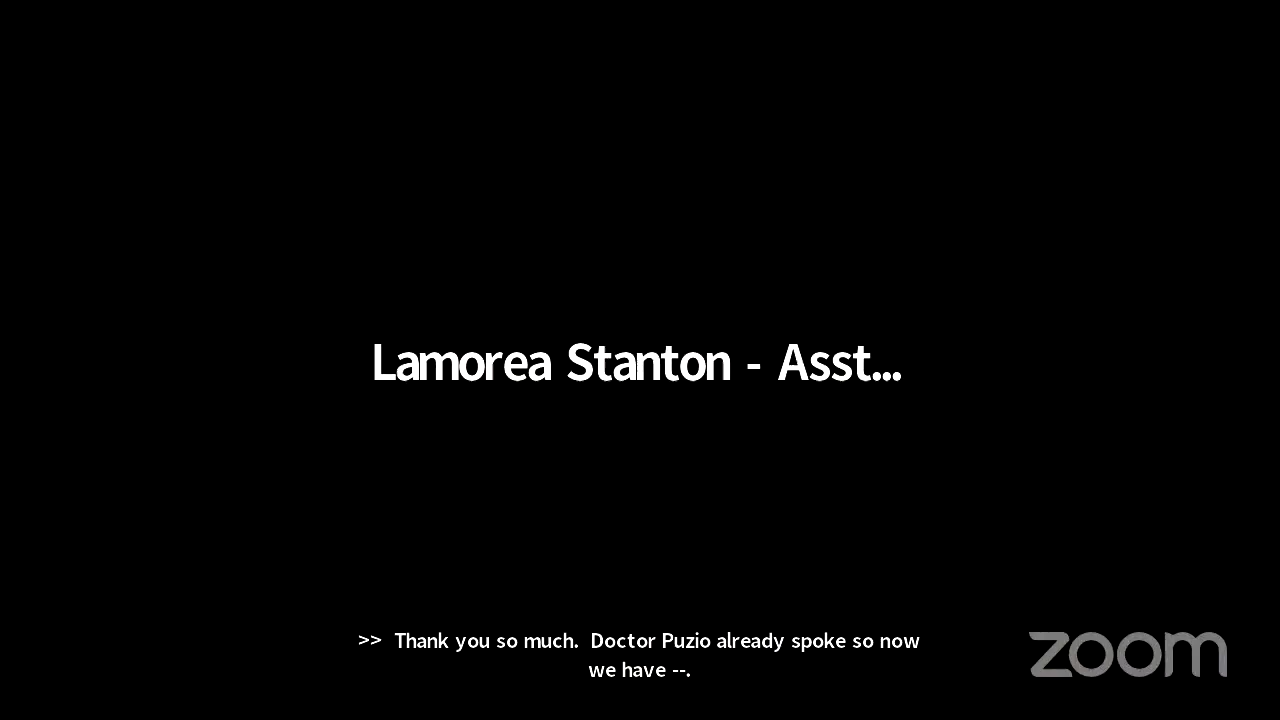 Lamorea Stanton - Asst...
>> Thank you so much. Doctor Puzio already spoke so now
we have --.
zoom